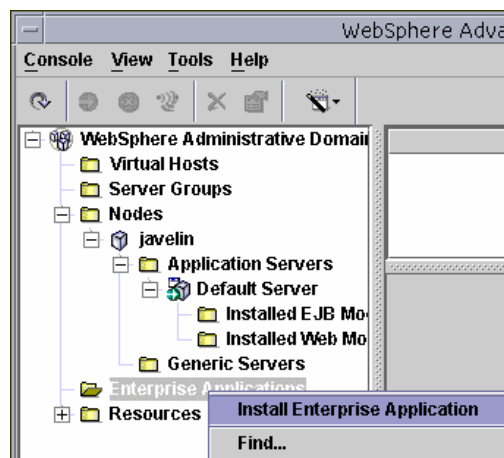 WebSphere Adva
Console View Tools Help
WebSphere Administrative Domai
Virtual Hosts
Server Groups
Nodes
javelin
Application Servers
Default Server
Installed EJB Mo
Installed Web Mo
Generic Servers
Enterprise Applications
Resources
Install Enterprise Application
Find...